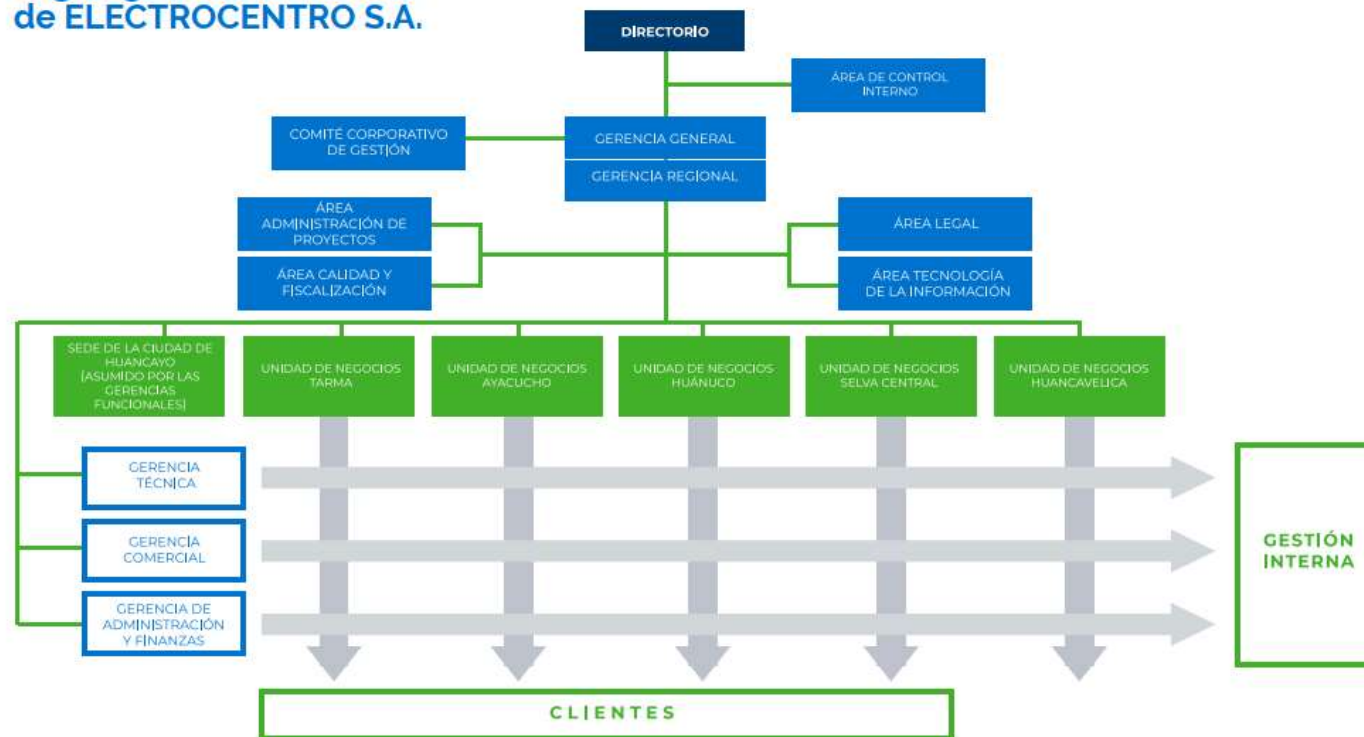 de ELECTROCENTRO S.A.
DIRECTORIO
ÁREA DE CONTROL
INTERNO
COMITÉ CORPORATIVO
DE GESTIÓN
GERENCIA GENERAL
GERENCIA REGIONAL
ÁREA
ADMINISTRACIÓN DE
PROYECTOS
ÁREA LEGAL
ÁREA CALIDAD Y
FISCALIZACIÓN
ÁREA TECNOLOGÍA
DE LA INFORMACIÓN
SEDE DE LA CIUDAD DE
HUANCAYO
(ASUMIDO POR LAS
GERENCIAS
FUNCIONALES)
UNIDAD DE NEGOCIOS
TARMA
UNIDAD DE NEGOCIOS
AYACUCHO
UNIDAD DE NEGOCIOS
HUÁNUCO
UNIDAD DE NEGOCIOS
SELVA CENTRAL
UNIDAD DE NEGOCIOS
HUANCAVELICA
GERENCIA
TÉCNICA
GERENCIA
COMERCIAL
GERENCIA DE
ADMINISTRACIÓN
Y FINANZAS
GESTIÓN
INTERNA
CLIENTES